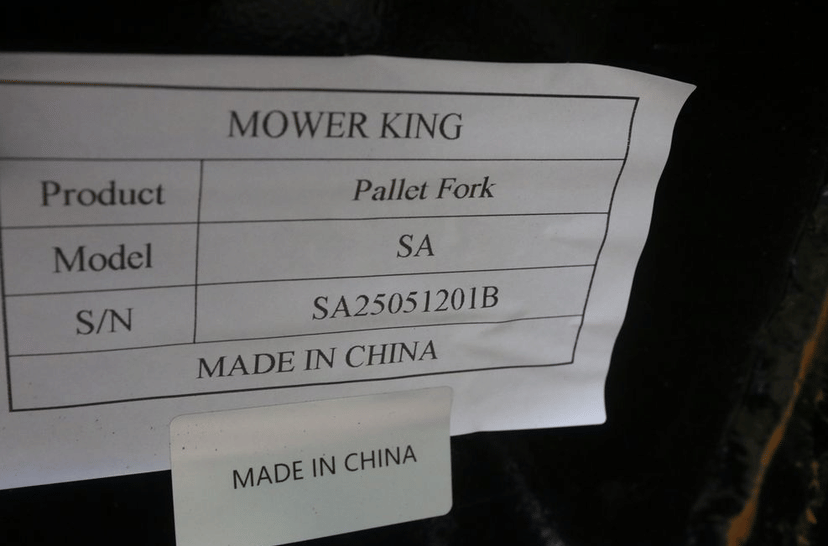 MOWER KING
Product Pallet Fork
Model SA
S/N SA25051201B
MADE IN CHINA
MADE IN CHINA